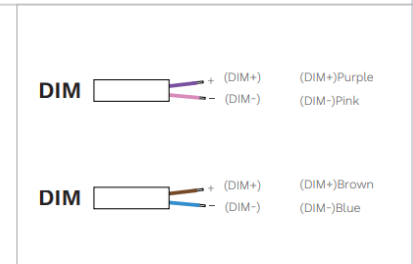 + (DIM+) (DIM+)Purple
DIM
- (DIM-) (DIM-)Pink
+ (DIM+) (DIM+)Brown
DIM
- (DIM-) (DIM-)Blue